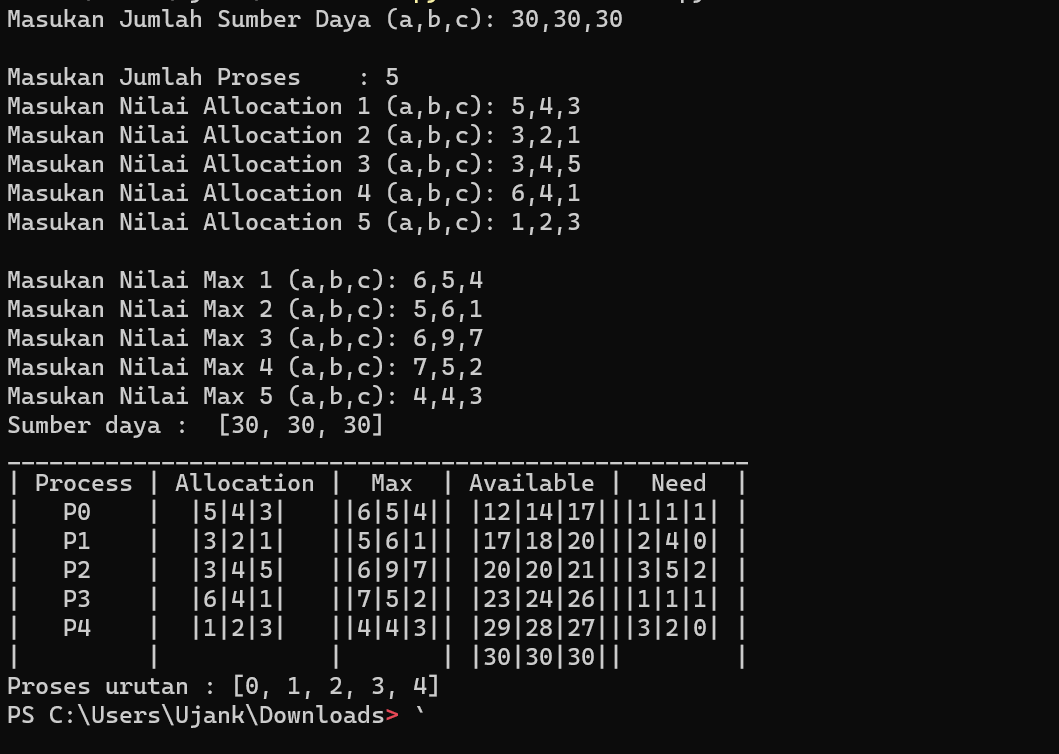 Masukan Jumlah Sumber Daya (a,b,c): 30,30,30
Masukan Jumlah Proses    : 5
Masukan Nilai Allocation 1 (a,b,c): 5,4,3
Masukan Nilai Allocation 2 (a,b,c): 3,2,1
Masukan Nilai Allocation 3 (a,b,c): 3,4,5
Masukan Nilai Allocation 4 (a,b,c): 6,4,1
Masukan Nilai Allocation 5 (a,b,c): 1,2,3
Masukan Nilai Max 1 (a,b,c): 6,5,4
Masukan Nilai Max 2 (a,b,c): 5,6,1
Masukan Nilai Max 3 (a,b,c): 6,9,7
Masukan Nilai Max 4 (a,b,c): 7,5,2
Masukan Nilai Max 5 (a,b,c): 4,4,3
Sumber daya :  [30, 30, 30]
_____________________________________________________
| Process | Allocation |  Max  | Available |  Need  |
|   P0    |  |5|4|3|   ||6|5|4|| |12|14|17|||1|1|1| |
|   P1    |  |3|2|1|   ||5|6|1|| |17|18|20|||2|4|0| |
|   P2    |  |3|4|5|   ||6|9|7|| |20|20|21|||3|5|2| |
|   P3    |  |6|4|1|   ||7|5|2|| |23|24|26|||1|1|1| |
|   P4    |  |1|2|3|   ||4|4|3|| |29|28|27|||3|2|0| |
|         |            |       | |30|30|30||        |
Proses urutan : [0, 1, 2, 3, 4]
PS C:\Users\Ujank\Downloads> `